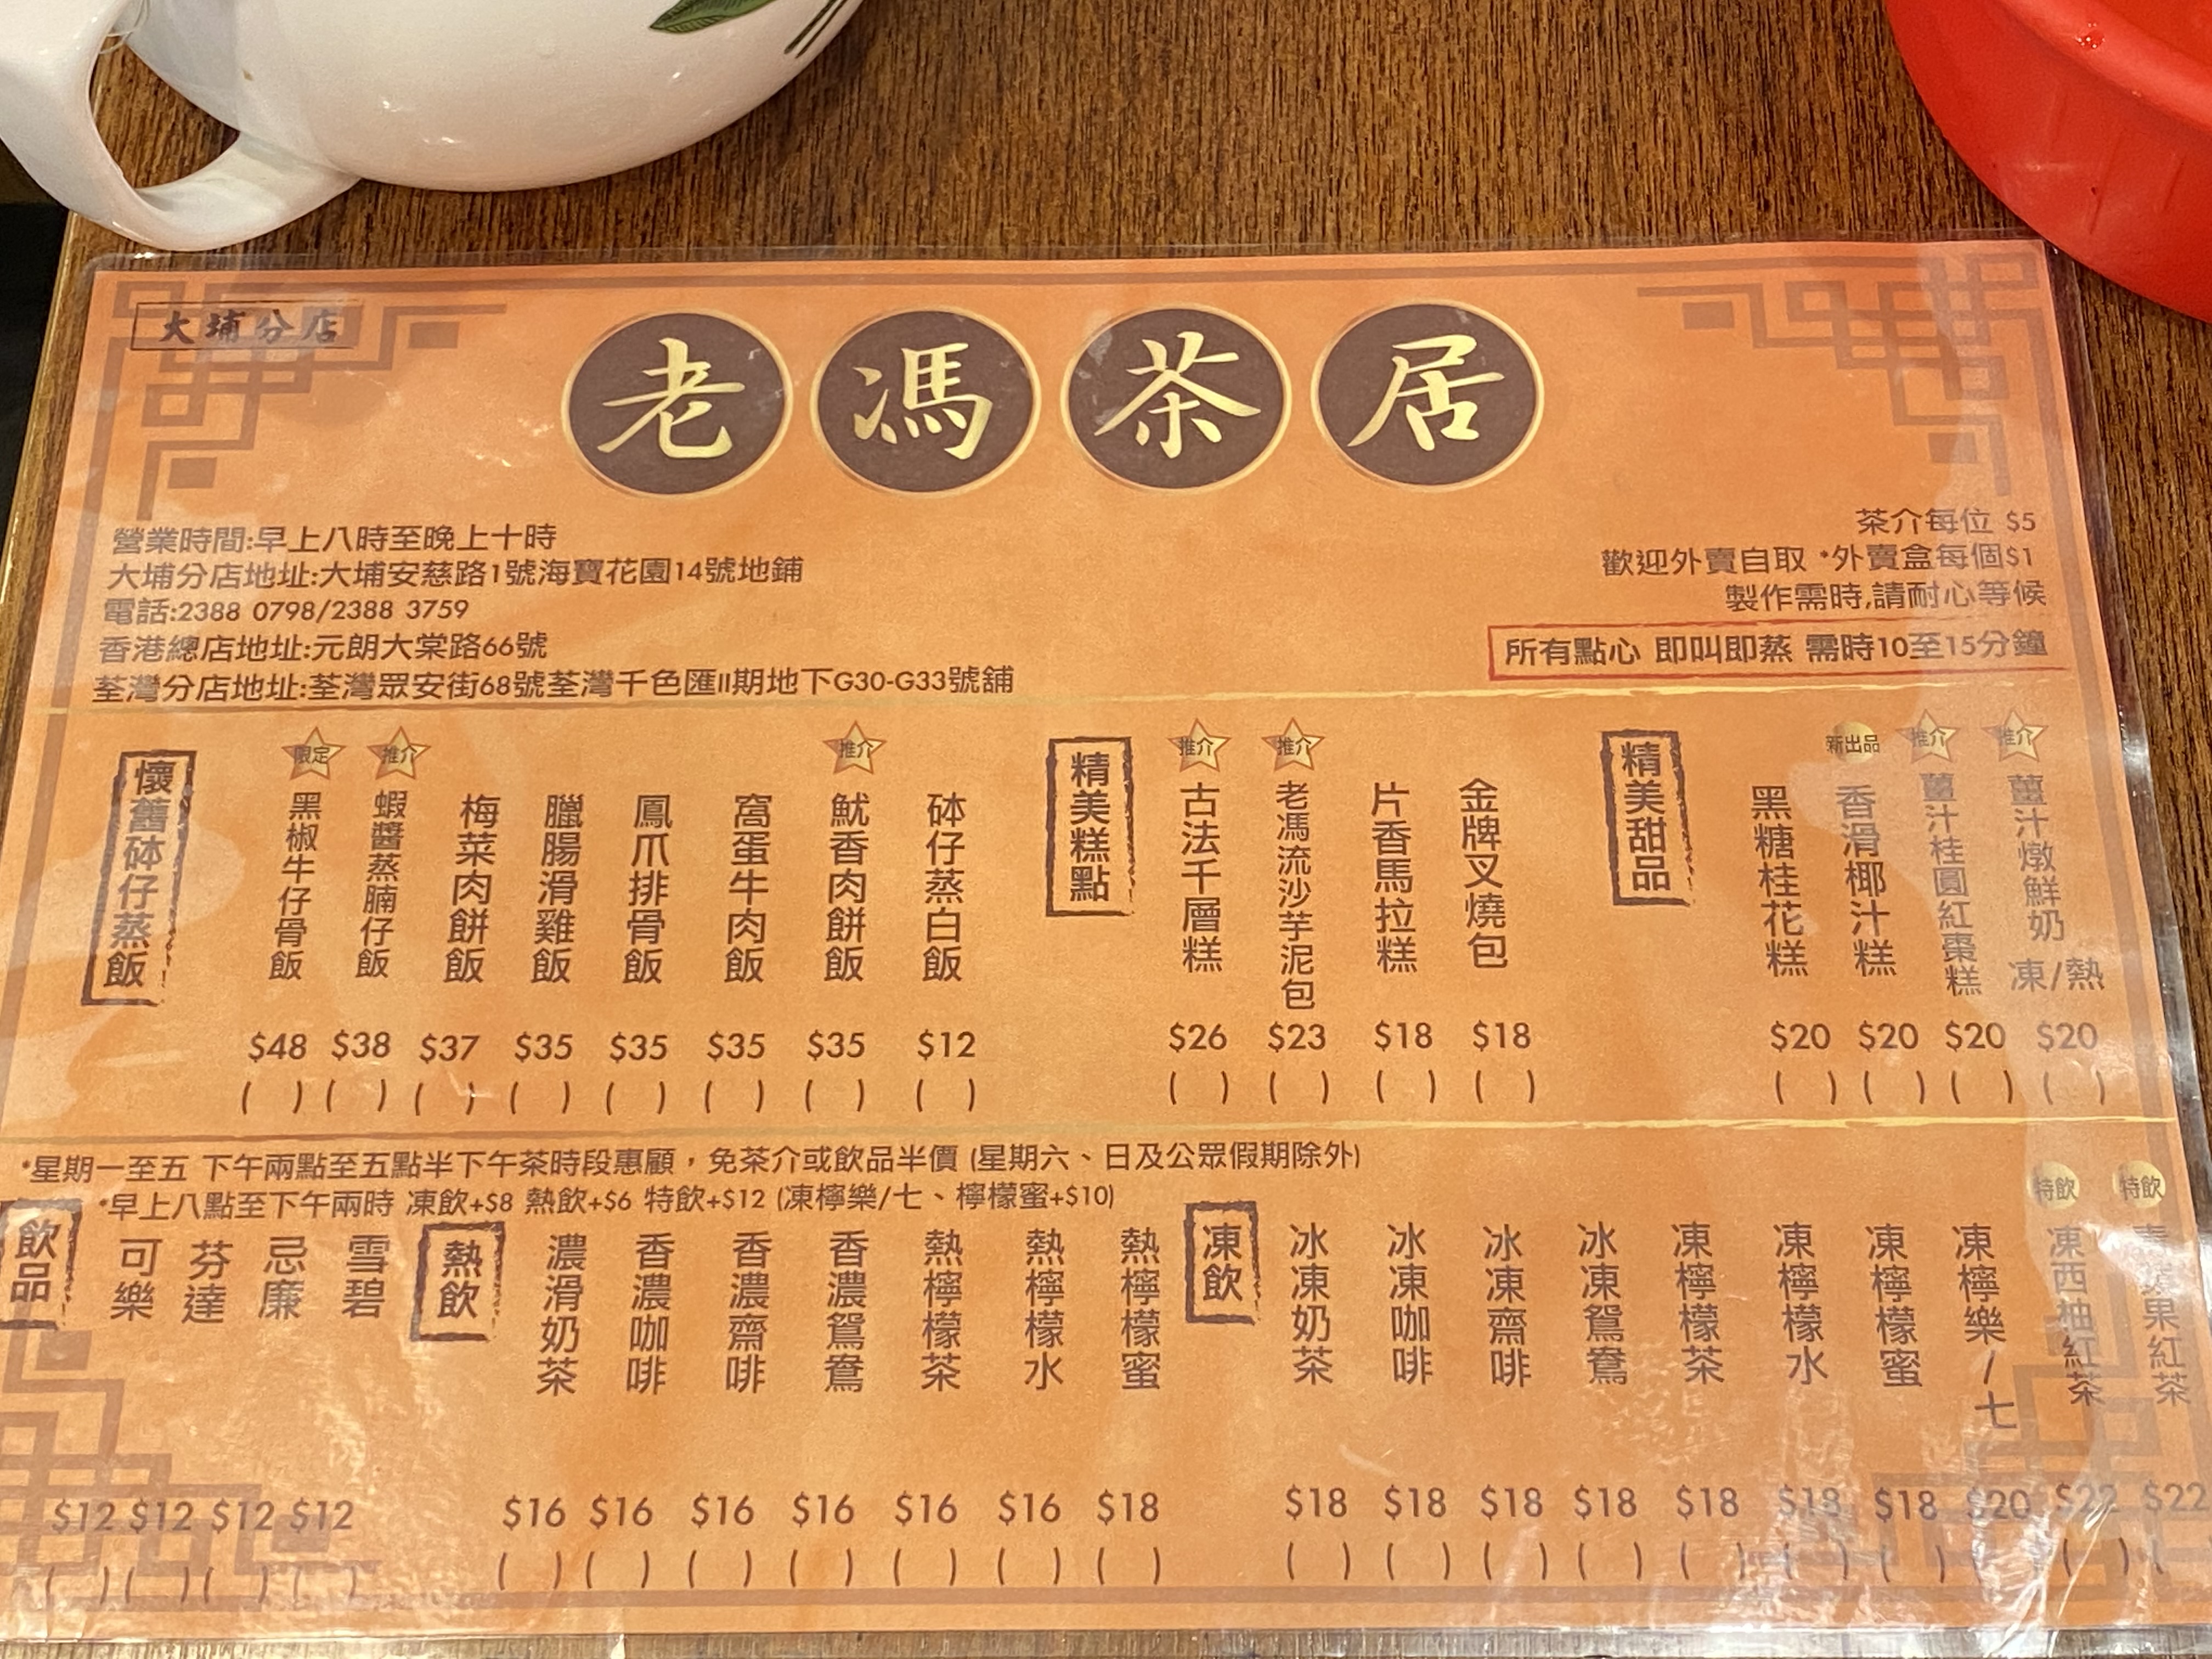 大埔分店
老馮茶居
營業時間:早上八時至晚上十時
大埔分店地址:大埔安慈路1號海寶花園14號地鋪
電話:2388 0798/2388 3759
香港總店地址:元朗大棠路66號
荃灣分店地址:荃灣眾安街68號荃灣千色匯II期地下G30-G33號舖
茶介每位 $5
歡迎外賣自取 *外賣盒每個$1
製作需時,請耐心等候
所有點心 即叫即蒸 需時10至15分鐘
懷舊砵仔蒸飯
限定
黑椒牛仔骨飯
$48
( )
推介
蝦醬蒸腩仔飯
$38
( )
梅菜肉餅飯
$37
( )
臘腸滑雞飯
$35
( )
鳳爪排骨飯
$35
( )
窩蛋牛肉飯
$35
( )
推介
魷香肉餅飯
$35
( )
砵仔蒸白飯
$12
( )
精美糕點
推介
古法千層糕
$26
( )
推介
老馮流沙芋泥包
$23
( )
片香馬拉糕
$18
( )
金牌叉燒包
$18
( )
精美甜品
黑糖桂花糕
$20
( )
新出品
香滑椰汁糕
$20
( )
推介
薑汁桂圓紅棗糕
$20
( )
推介
薑汁燉鮮奶
凍/熱
$20
( )
*星期一至五 下午兩點至五點半下午茶時段惠顧，免茶介或飲品半價 (星期六、日及公眾假期除外)
*早上八點至下午兩時 凍飲+$8 熱飲+$6 特飲+$12 (凍檸樂/七、檸檬蜜+$10)
飲品
可樂
$12
( )
芬達
$12
( )
忌廉
$12
( )
雪碧
$12
( )
熱飲
濃滑奶茶
$16
( )
香濃咖啡
$16
( )
香濃齋啡
$16
( )
香濃鴛鴦
$16
( )
熱檸檬茶
$16
( )
熱檸檬水
$16
( )
熱檸檬蜜
$18
( )
凍飲
冰凍奶茶
$18
( )
冰凍咖啡
$18
( )
冰凍齋啡
$18
( )
冰凍鴛鴦
$18
( )
凍檸檬茶
$18
( )
凍檸檬水
$18
( )
凍檸檬蜜
$18
( )
凍檸樂/七
$20
( )
特飲
凍西柚紅茶
$22
( )
特飲
果紅茶
$22
(